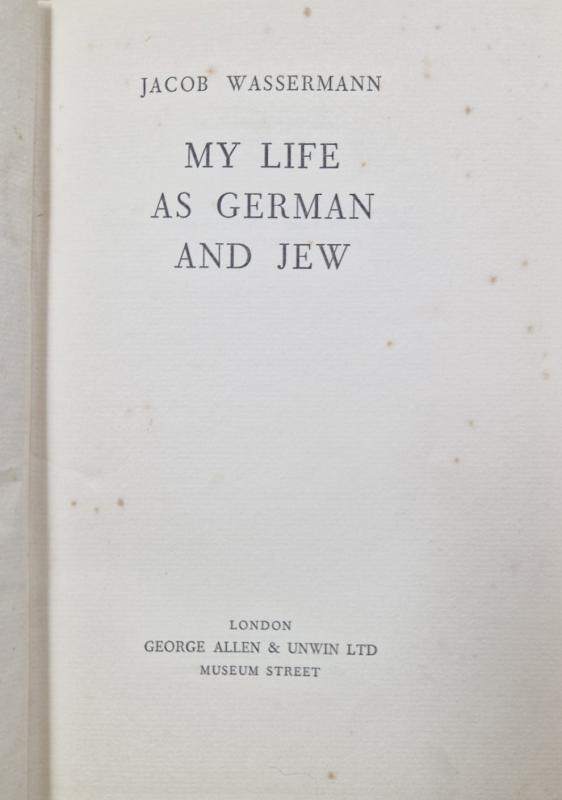 JACOB WASSERMANN
MY LIFE
AS GERMAN
AND JEW
LONDON
GEORGE ALLEN & UNWIN LTD
MUSEUM STREET